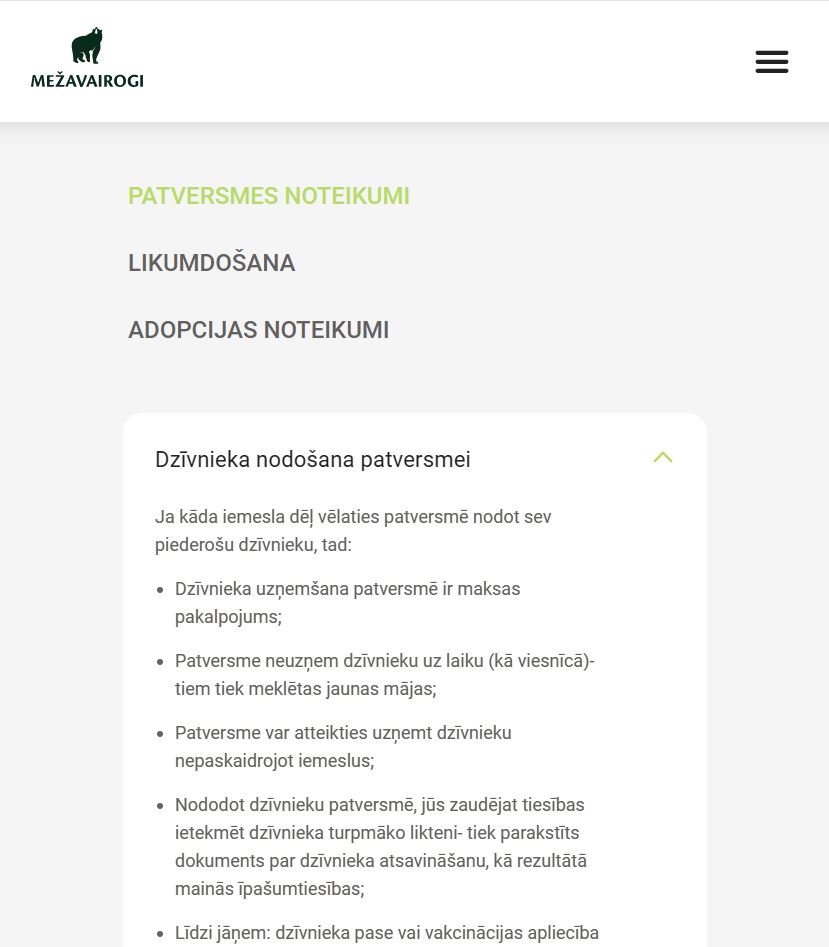 MEŽAVAIROGI
PATVERSMES NOTEIKUMI
LIKUMDOŠANA
ADOPCIJAS NOTEIKUMI
Dzīvnieka nodošana patversmei
Ja kāda iemesla dēļ vēlaties patversmē nodot sev
piederošu dzīvnieku, tad:
• Dzīvnieka uzņemšana patversmē ir maksas
pakalpojums;
• Patversme neuzņem dzīvnieku uz laiku (kā viesnīcā)-
tiem tiek meklētas jaunas mājas;
• Patversme var atteikties uzņemt dzīvnieku
nepaskaidrojot iemeslus;
• Nododot dzīvnieku patversmē, jūs zaudējat tiesības
ietekmēt dzīvnieka turpmāko likteni- tiek parakstīts
dokuments par dzīvnieka atsavināšanu, kā rezultātā
mainās īpašumtiesības;
• Līdzi jāņem: dzīvnieka pase vai vakcinācijas apliecība